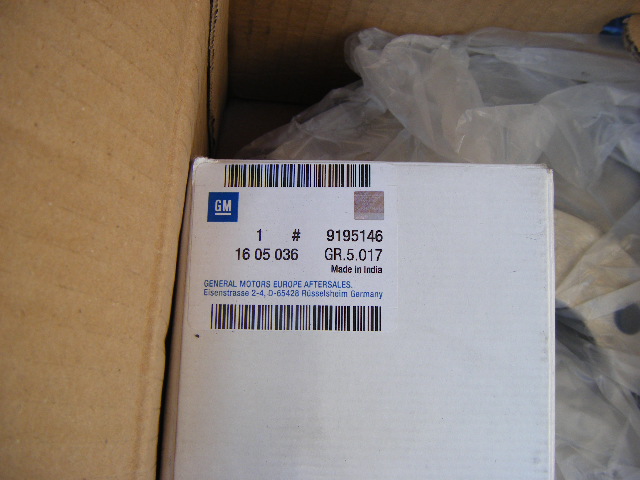 GM
1 # 9195146
16 05 036 GR.5.017
Made in India
GENERAL MOTORS EUROPE AFTERSALES.
Eisenstrasse 2-4, D-65428 Rüsselsheim Germany